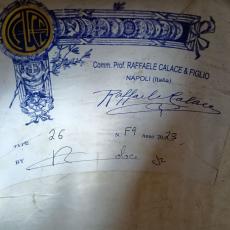 Comm. Prof. RAFFAELE CALACE & FIGLIO
NAPOLI (Italia)
Raffaele Calace
TYPE 26 N. F9 Anno 2023
BY